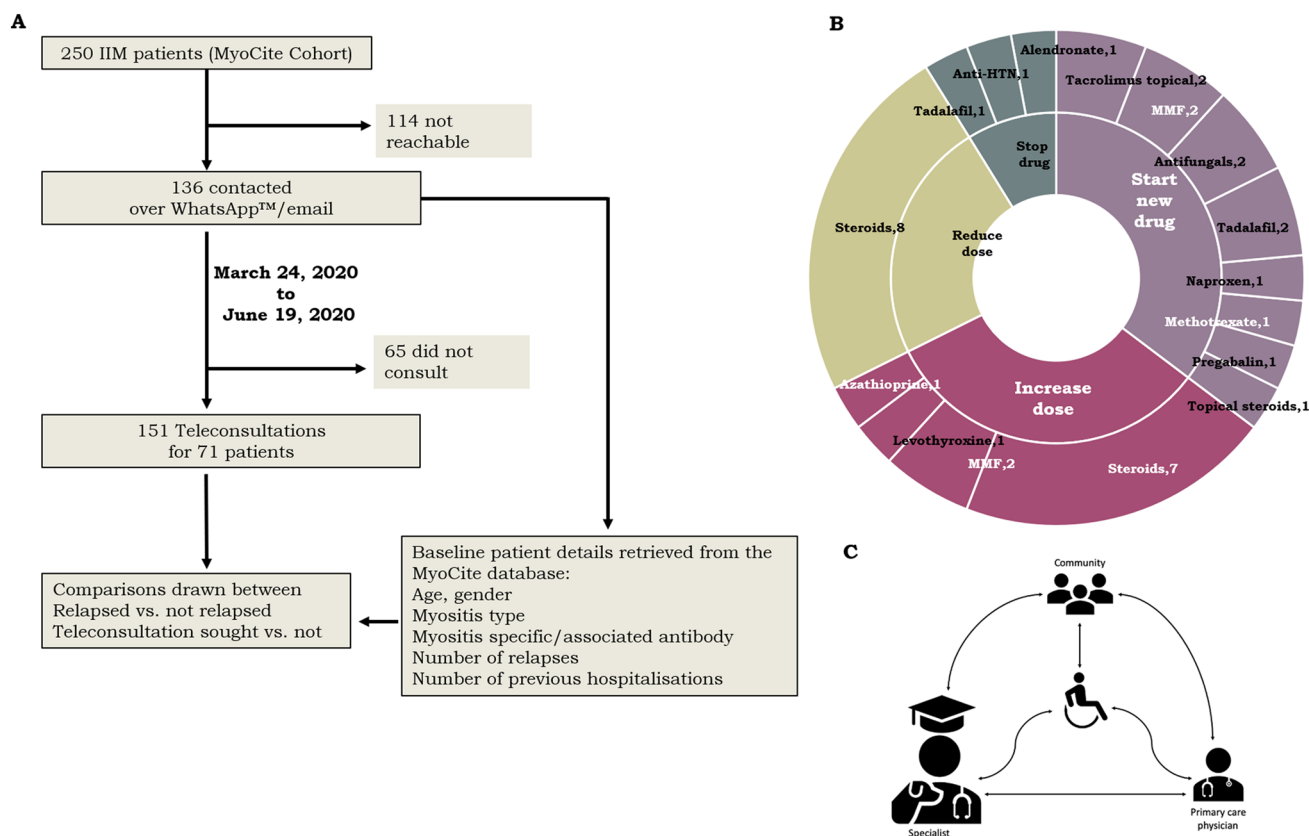 A
250 IIM patients (MyoCite Cohort)
114 not
reachable
136 contacted
over WhatsApp™/email
March 24, 2020
to
June 19, 2020
65 did not
consult
151 Teleconsultations
for 71 patients
Comparisons drawn between
Relapsed vs. not relapsed
Teleconsultation sought vs. not
Baseline patient details retrieved from the
MyoCite database:
Age, gender
Myositis type
Myositis specific/associated antibody
Number of relapses
Number of previous hospitalisations
B
Alendronate,1
Tacrolimus topical,2
MMF,2
Antifungals,2
Tadalafil,2
Naproxen,1
Methotrexate,1
Pregabalin,1
Topical steroids,1
Start
new
drug
Steroids,7
MMF,2
Levothyroxine,1
Azathioprine,1
Increase
dose
Steroids,8
Reduce
dose
Tadalafil,1
Anti-HTN,1
Stop
drug
C
Community
Specialist
Primary care
physician